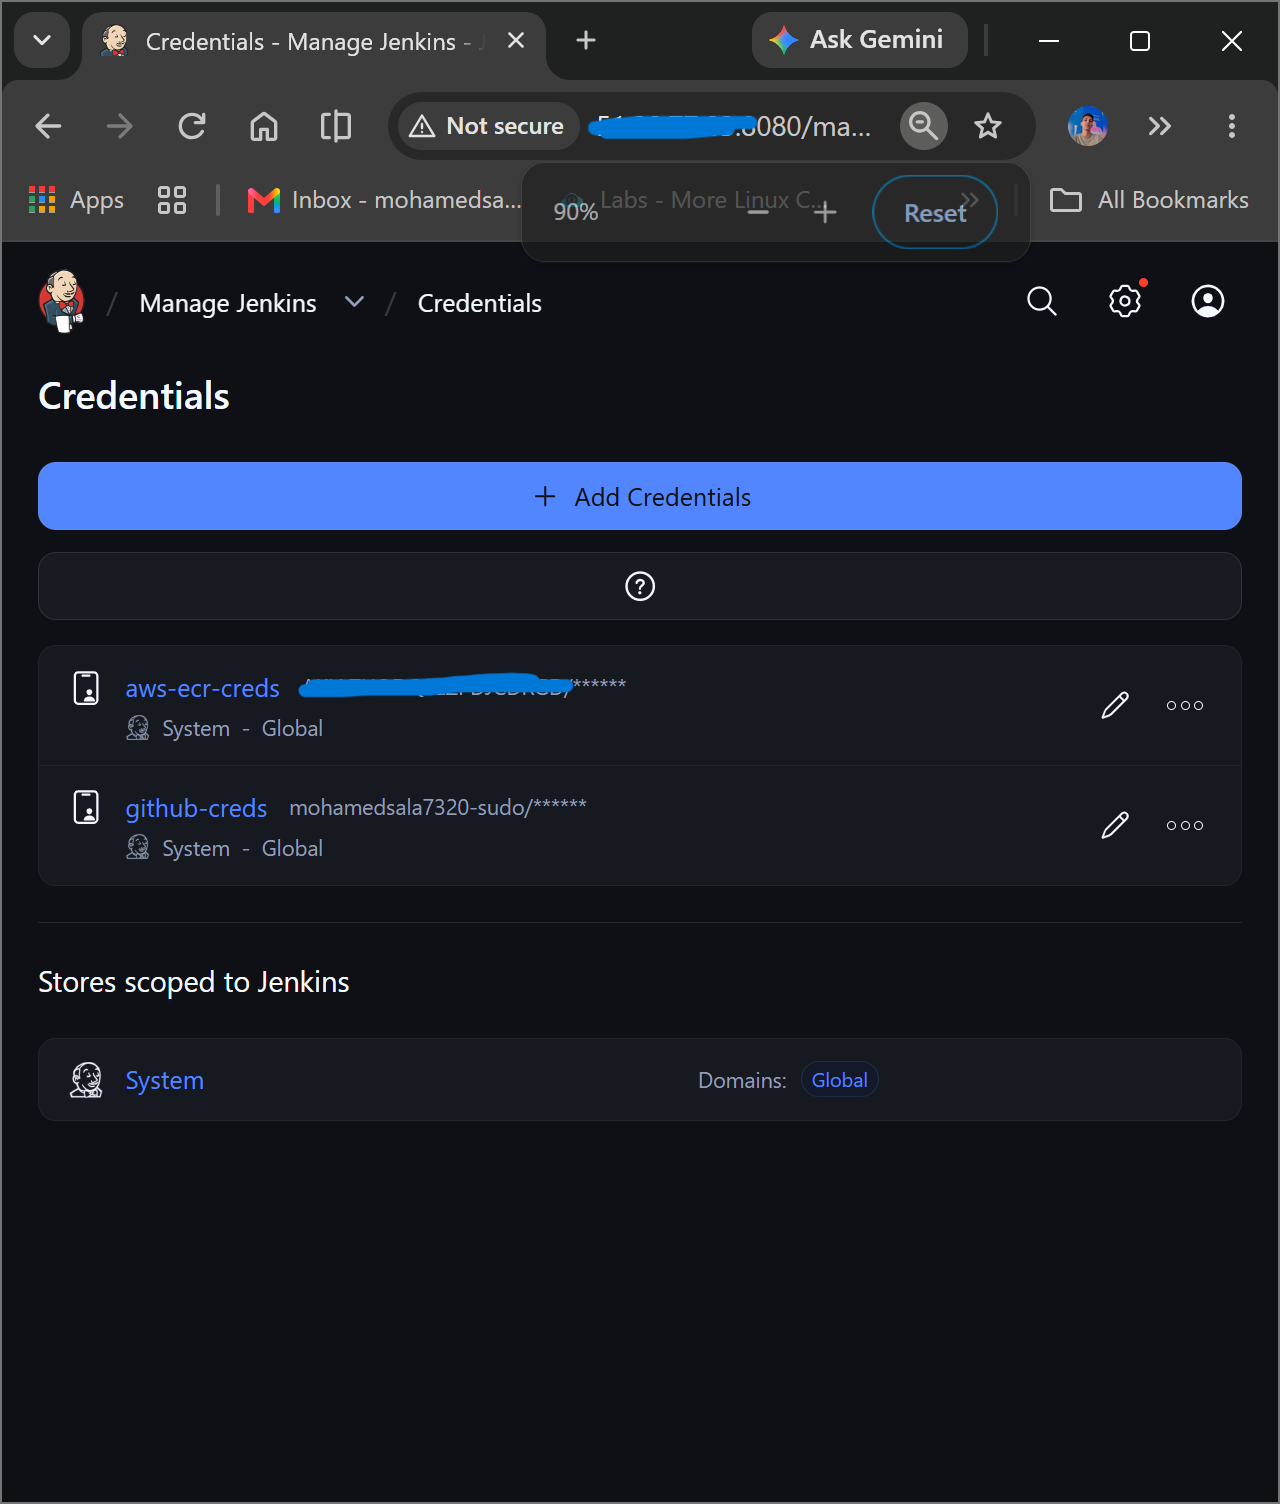 Credentials - Manage Jenkins -
Ask Gemini
Not secure
:8080/ma...
Apps
Inbox - mohamedsa...
Labs - More Linux C...
All Bookmarks
90%
Reset
Manage Jenkins / Credentials
Credentials
+ Add Credentials
aws-ecr-creds /******
System - Global
github-creds mohamedsala7320-sudo/******
System - Global
Stores scoped to Jenkins
System Domains: Global